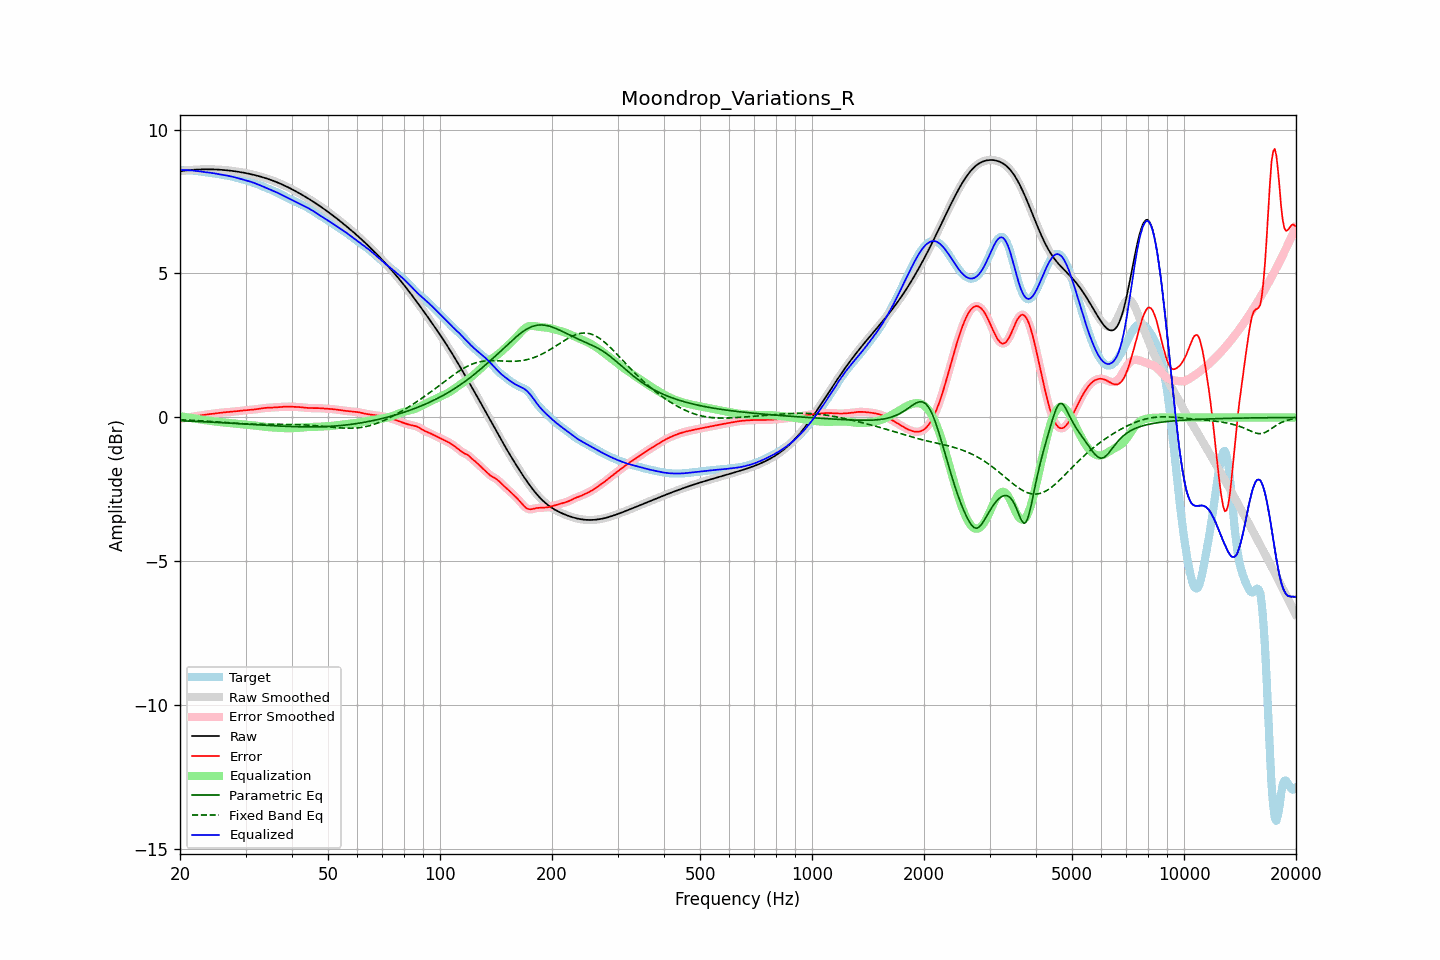 Moondrop_Variations_R
Amplitude (dBr)
10
5
0
−5
−10
−15
Target
Raw Smoothed
Error Smoothed
Raw
Error
Equalization
Parametric Eq
Fixed Band Eq
Equalized
20
50
100
200
500
1000
2000
5000
10000
20000
Frequency (Hz)